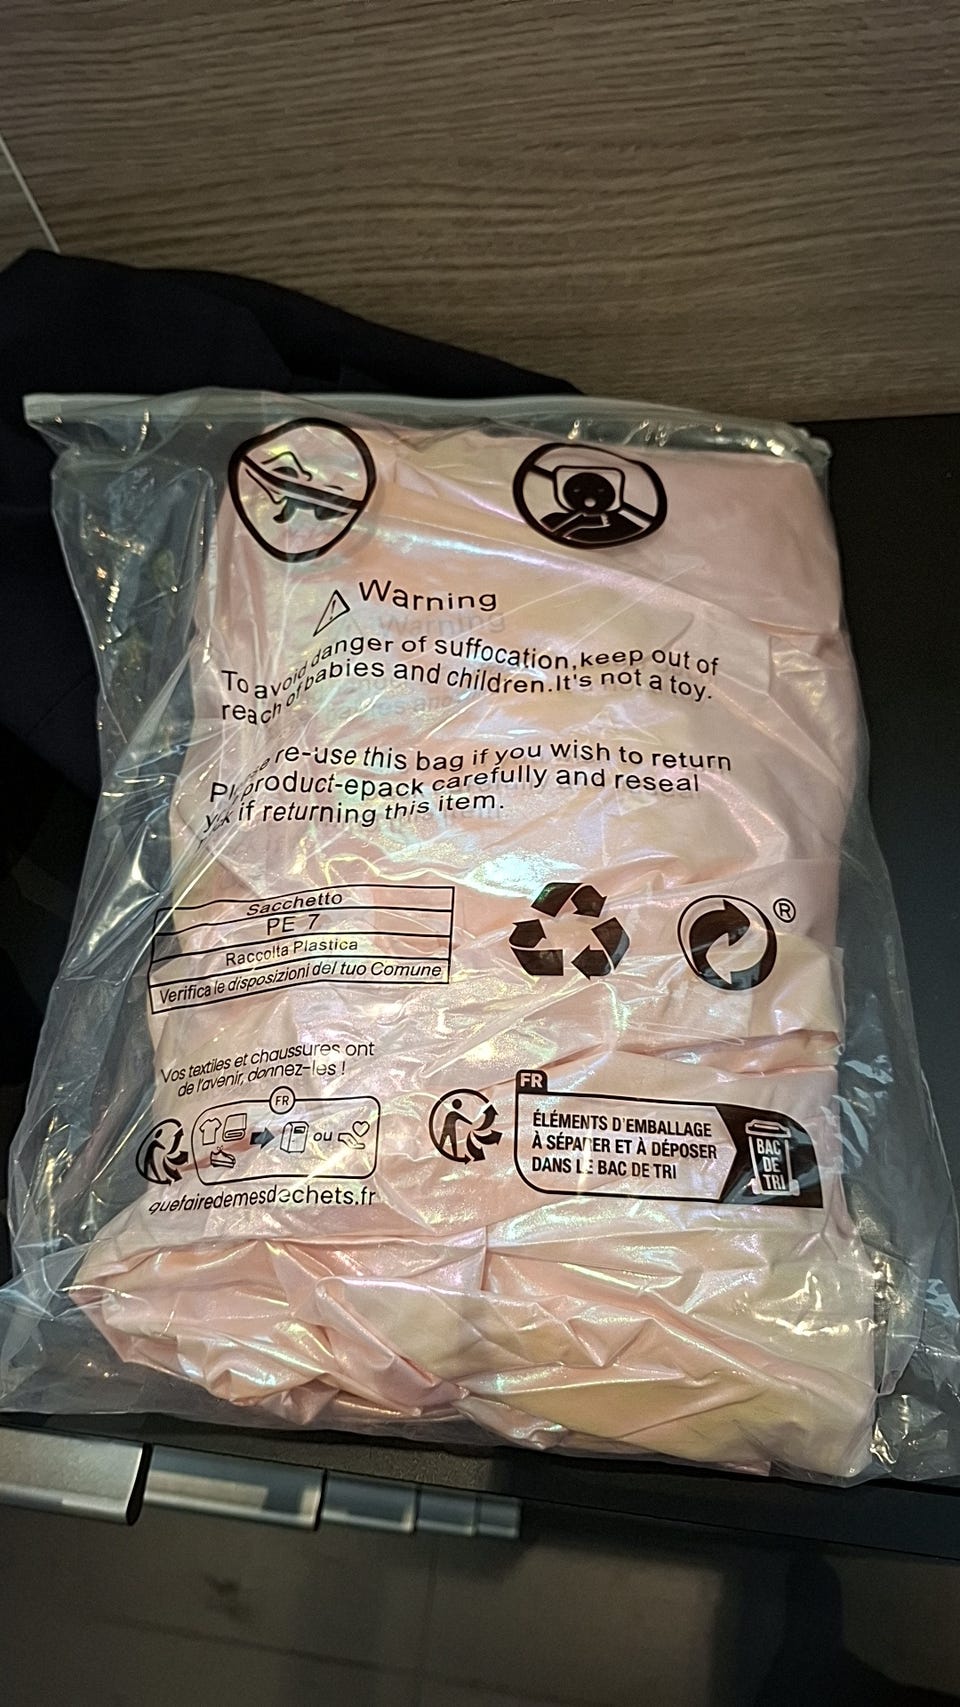 Warning
To avoid danger of suffocation,keep out of
reach of babies and children.It's not a toy.
re-use this bag if you wish to return
product-epack carefully and reseal
if returning this item.
Sacchetto
PE 7
Raccolta Plastica
Verifica le disposizioni del tuo Comune
®
Vos textiles et chaussures ont
de l'avenir, donnez-les !
FR
ou
quefairedemesdechets.fr
FR
ÉLÉMENTS D'EMBALLAGE
À SÉPARER ET À DÉPOSER
DANS LE BAC DE TRI
BAC
DE
TRI